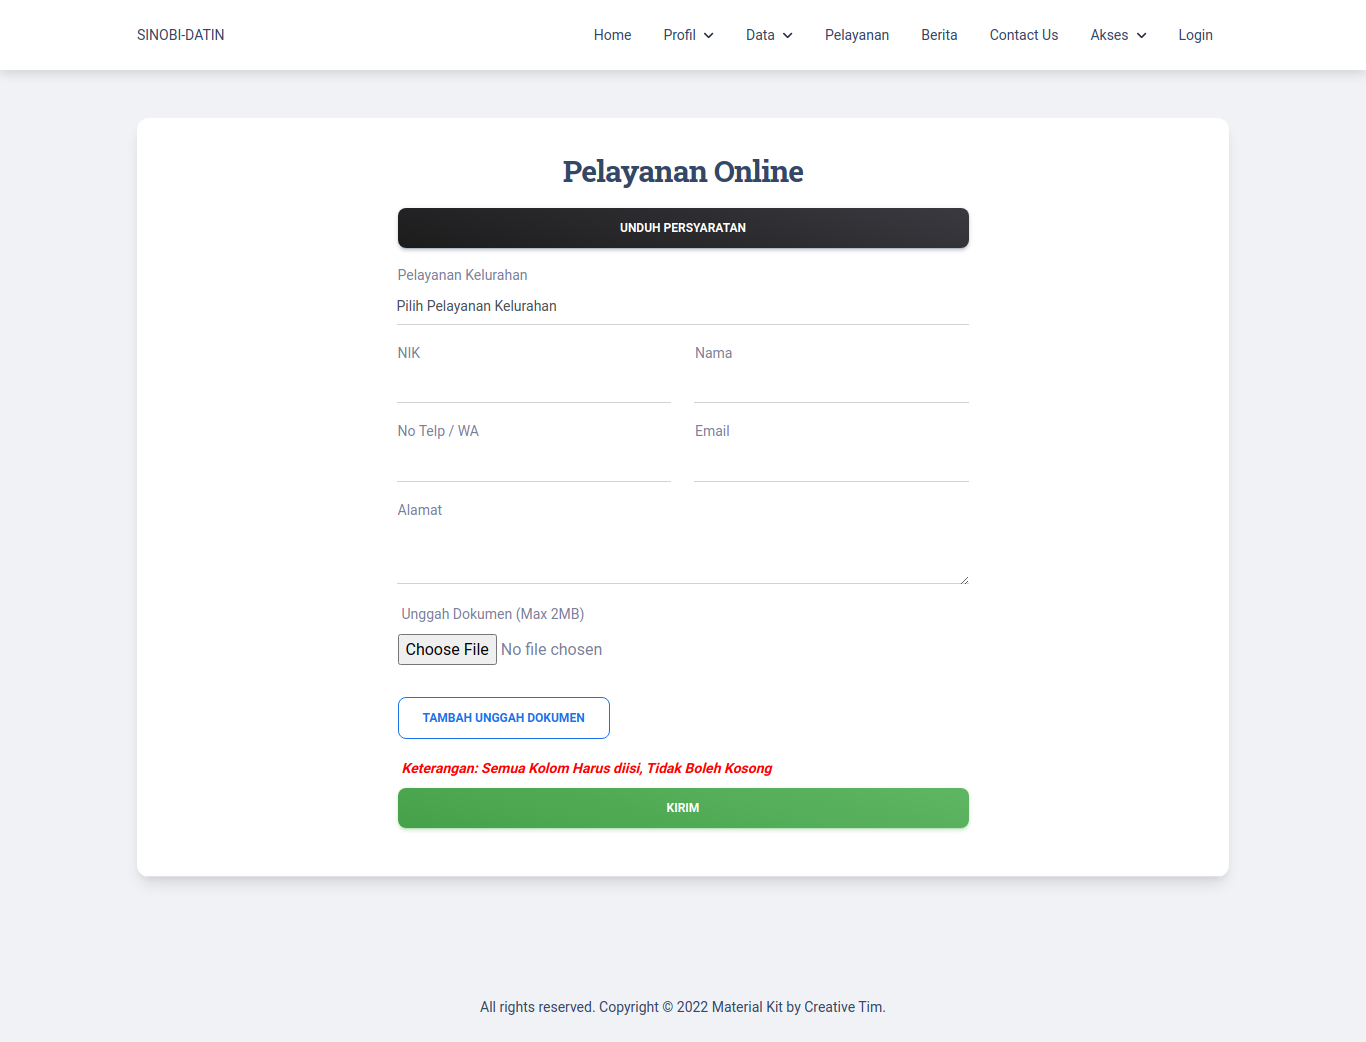 SINOBI-DATIN Home Profil Data Pelayanan Berita Contact Us Akses Login
Pelayanan Online
UNDUH PERSYARATAN
Pelayanan Kelurahan
Pilih Pelayanan Kelurahan
NIK Nama
No Telp / WA Email
Alamat
Unggah Dokumen (Max 2MB)
Choose File No file chosen
TAMBAH UNGGAH DOKUMEN
Keterangan: Semua Kolom Harus diisi, Tidak Boleh Kosong
KIRIM
All rights reserved. Copyright © 2022 Material Kit by Creative Tim.